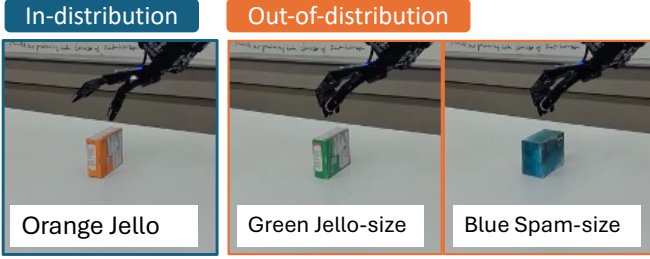 In-distribution
Out-of-distribution
Orange Jello
Green Jello-size
Blue Spam-size